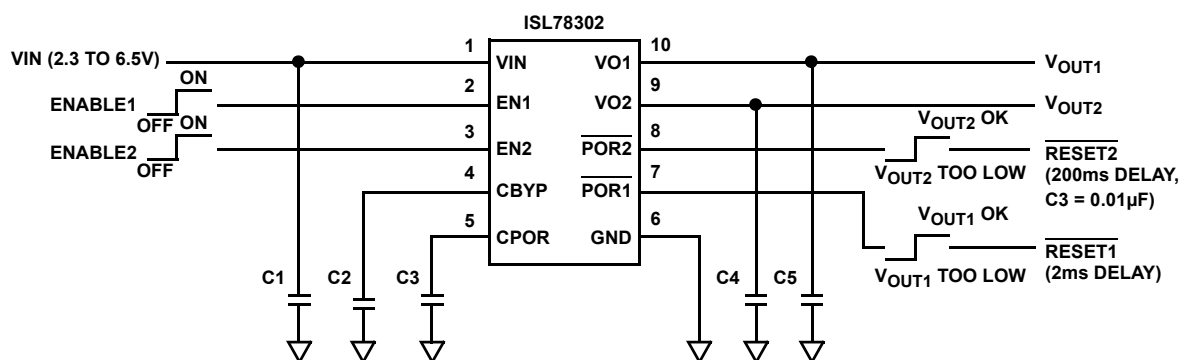 ISL78302
VIN (2.3 TO 6.5V)
1
VIN
VO1
10
VOUT1
ENABLE1
OFF
ON
2
EN1
VO2
9
VOUT2
ENABLE2
OFF
ON
3
EN2
POR2
8
VOUT2 OK
VOUT2 TOO LOW
RESET2
(200ms DELAY,
C3 = 0.01µF)
4
CBYP
POR1
7
VOUT1 OK
VOUT1 TOO LOW
RESET1
(2ms DELAY)
5
CPOR
GND
6
C1
C2
C3
C4
C5